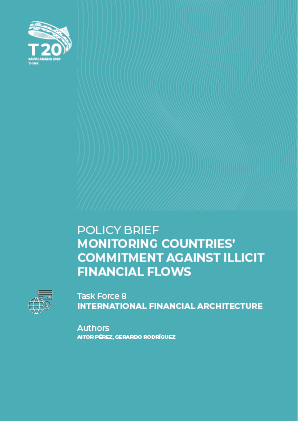 T20
SAUDI ARABIA 2020
THINK
POLICY BRIEF
MONITORING COUNTRIES'
COMMITMENT AGAINST ILLICIT
FINANCIAL FLOWS
Task Force 8
INTERNATIONAL FINANCIAL ARCHITECTURE
Authors
AITOR PÉREZ, GERARDO RODRÍGUEZ